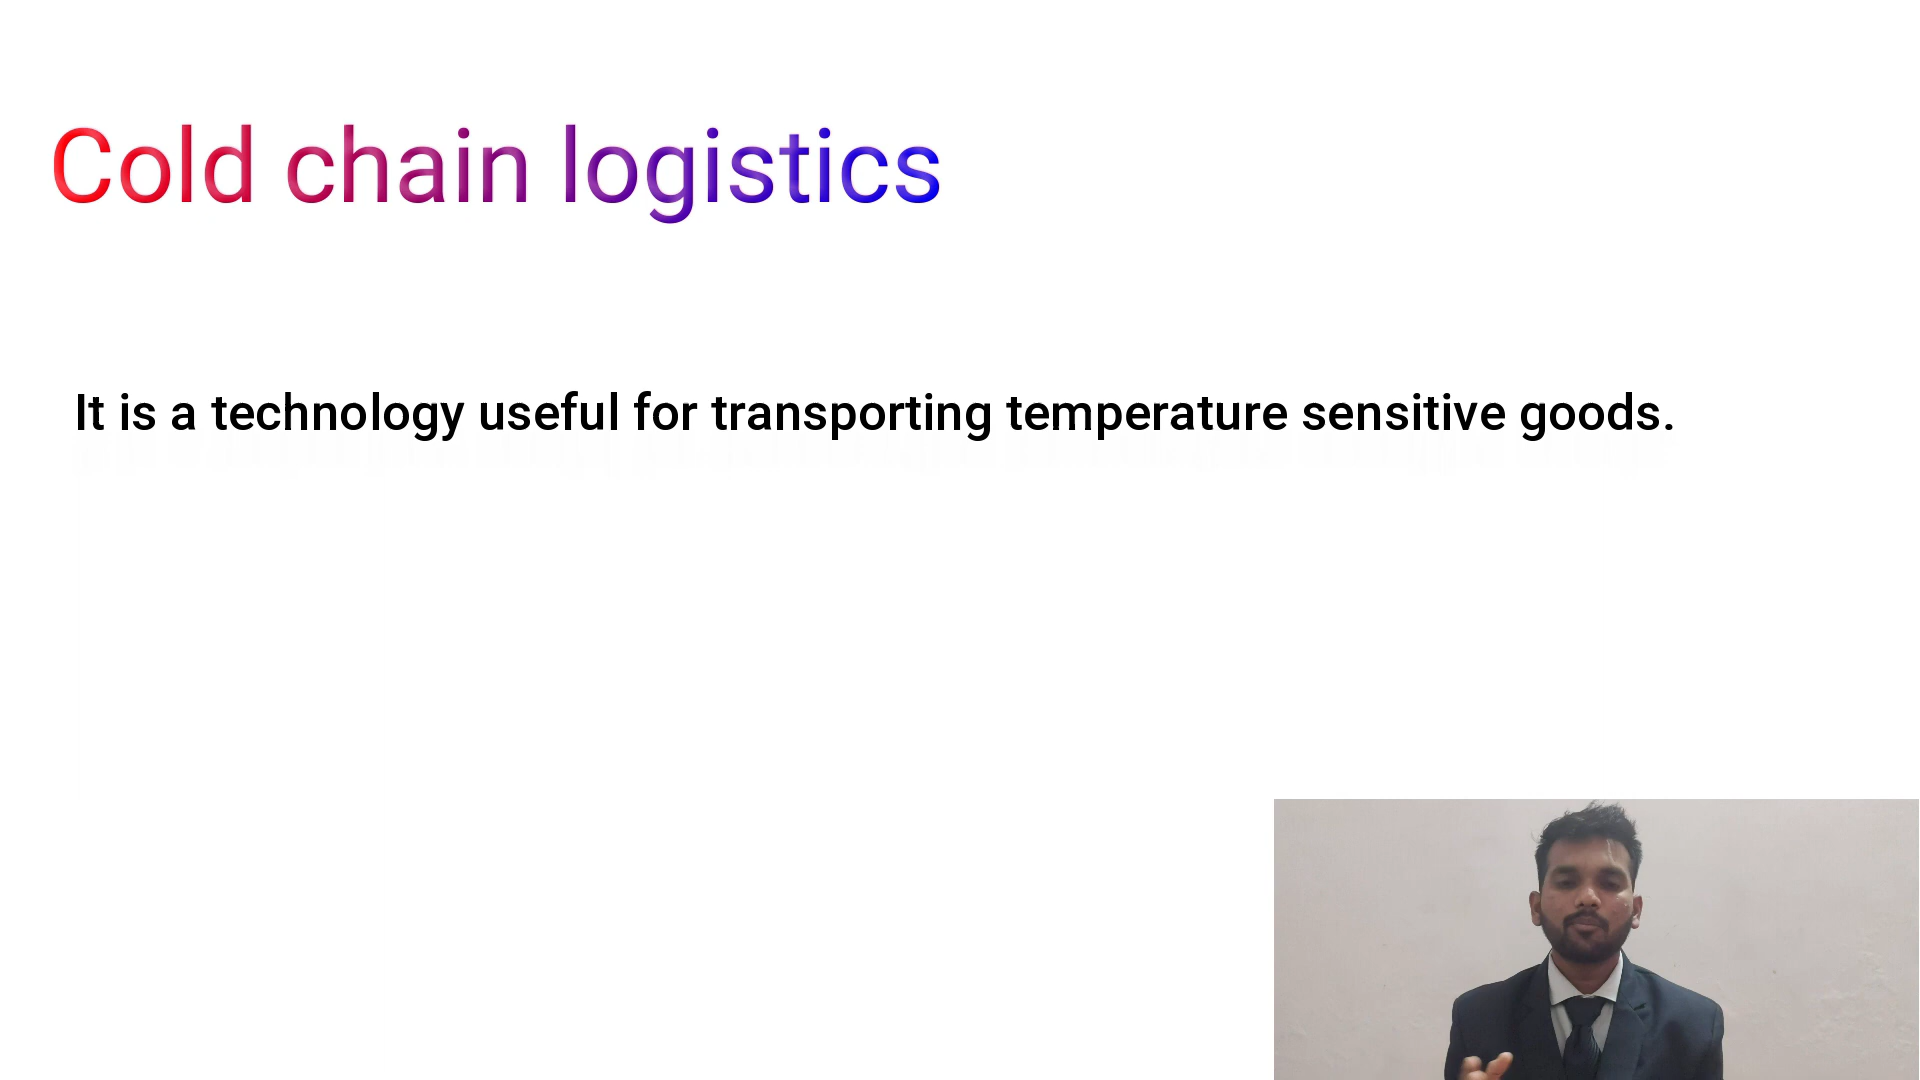 Cold chain logistics
It is a technology useful for transporting temperature sensitive goods.